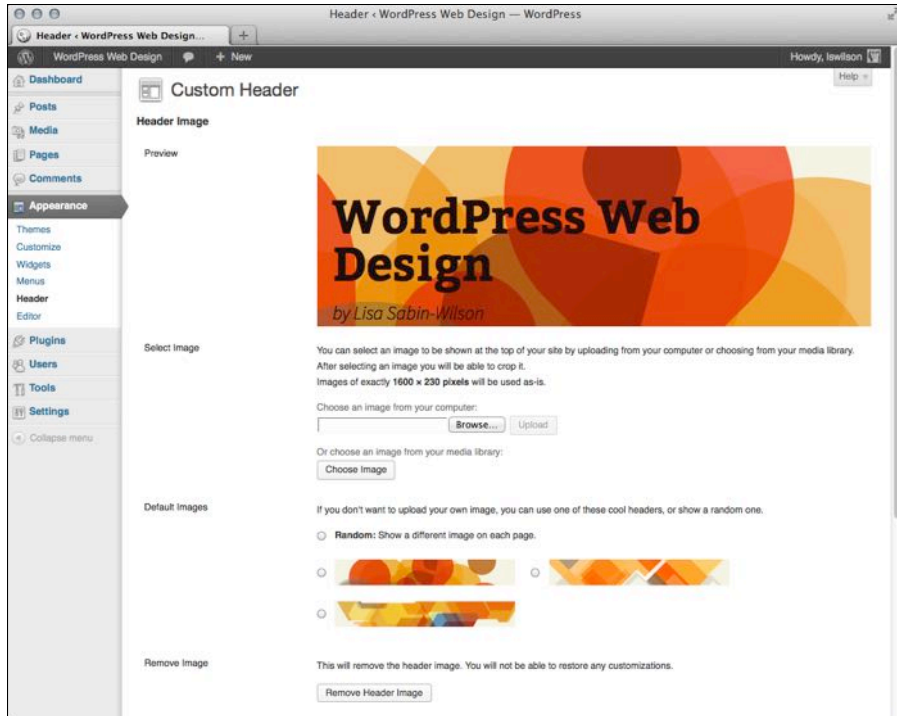 Header ‹ WordPress Web Design — WordPress
Header ‹ WordPress Web Design...
WordPress Web Design + New Howdy, lswilson
Help
Dashboard
Posts
Media
Pages
Comments
Appearance
Themes
Customize
Widgets
Menus
Header
Editor
Plugins
Users
Tools
Settings
Collapse menu
Custom Header
Header Image
Preview
WordPress Web
Design
by Lisa Sabin-Wilson
Select Image
You can select an image to be shown at the top of your site by uploading from your computer or choosing from your media library.
After selecting an image you will be able to crop it.
Images of exactly 1600 × 230 pixels will be used as-is.
Choose an image from your computer:
Browse... Upload
Or choose an image from your media library:
Choose Image
Default Images
If you don't want to upload your own image, you can use one of these cool headers, or show a random one.
Random: Show a different image on each page.
Remove Image
This will remove the header image. You will not be able to restore any customizations.
Remove Header Image